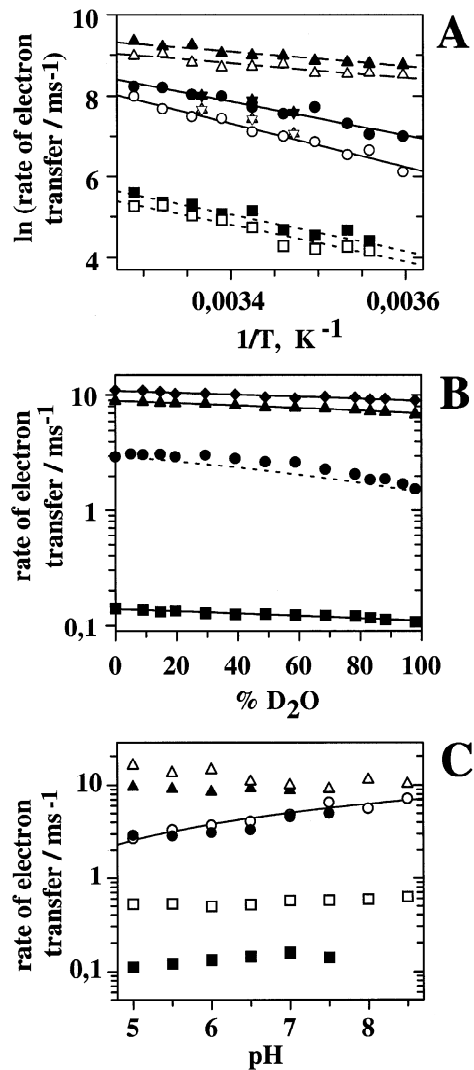 A
ln (rate of electron
transfer / ms-1)
10
8
6
4
0,0034
0,0036
1/T, K-1
B
rate of electron
transfer / ms-1
10
1
0,1
0
20
40
60
80
100
% D2O
C
rate of electron
transfer / ms-1
10
1
0,1
5
6
7
8
pH